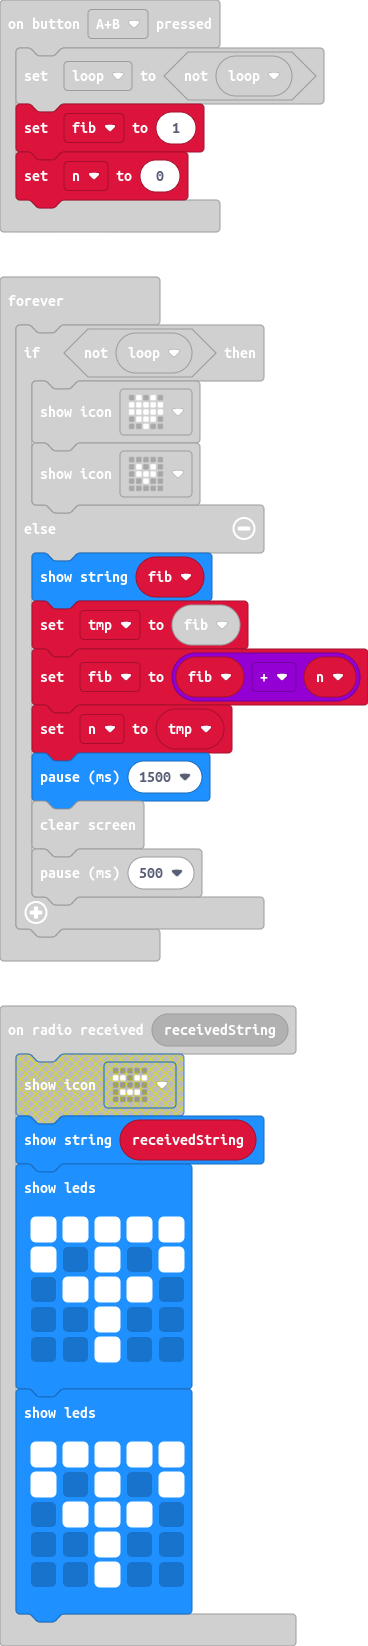 on button A+B pressed
set loop to not loop
set fib to 1
set n to 0
forever
if not loop then
show icon
show icon
else
show string fib
set tmp to fib
set fib to fib + n
set n to tmp
pause (ms) 1500
clear screen
pause (ms) 500
on radio received receivedString
show icon
show string receivedString
show leds
show leds